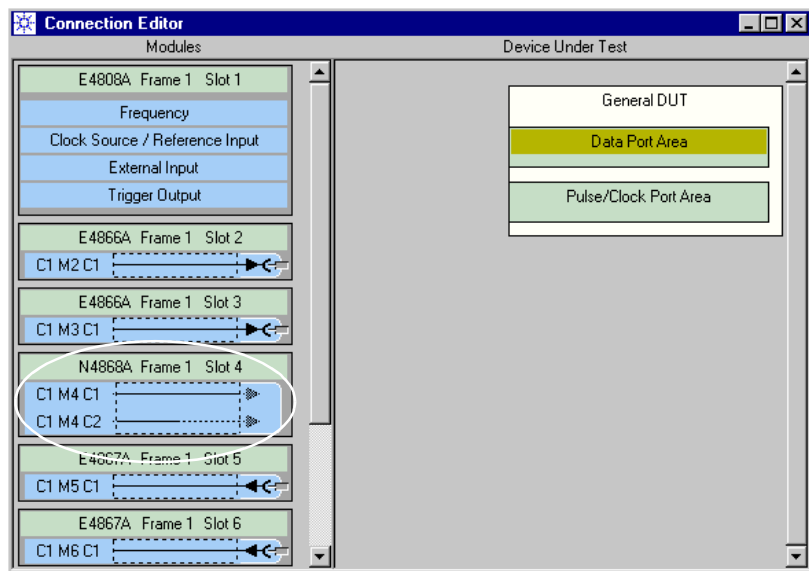 Connection Editor
Modules
Device Under Test
E4808A Frame 1 Slot 1
Frequency
Clock Source / Reference Input
External Input
Trigger Output
E4866A Frame 1 Slot 2
C1 M2 C1
E4866A Frame 1 Slot 3
C1 M3 C1
N4868A Frame 1 Slot 4
C1 M4 C1
C1 M4 C2
E4867A Frame 1 Slot 5
C1 M5 C1
E4867A Frame 1 Slot 6
C1 M6 C1
General DUT
Data Port Area
Pulse/Clock Port Area